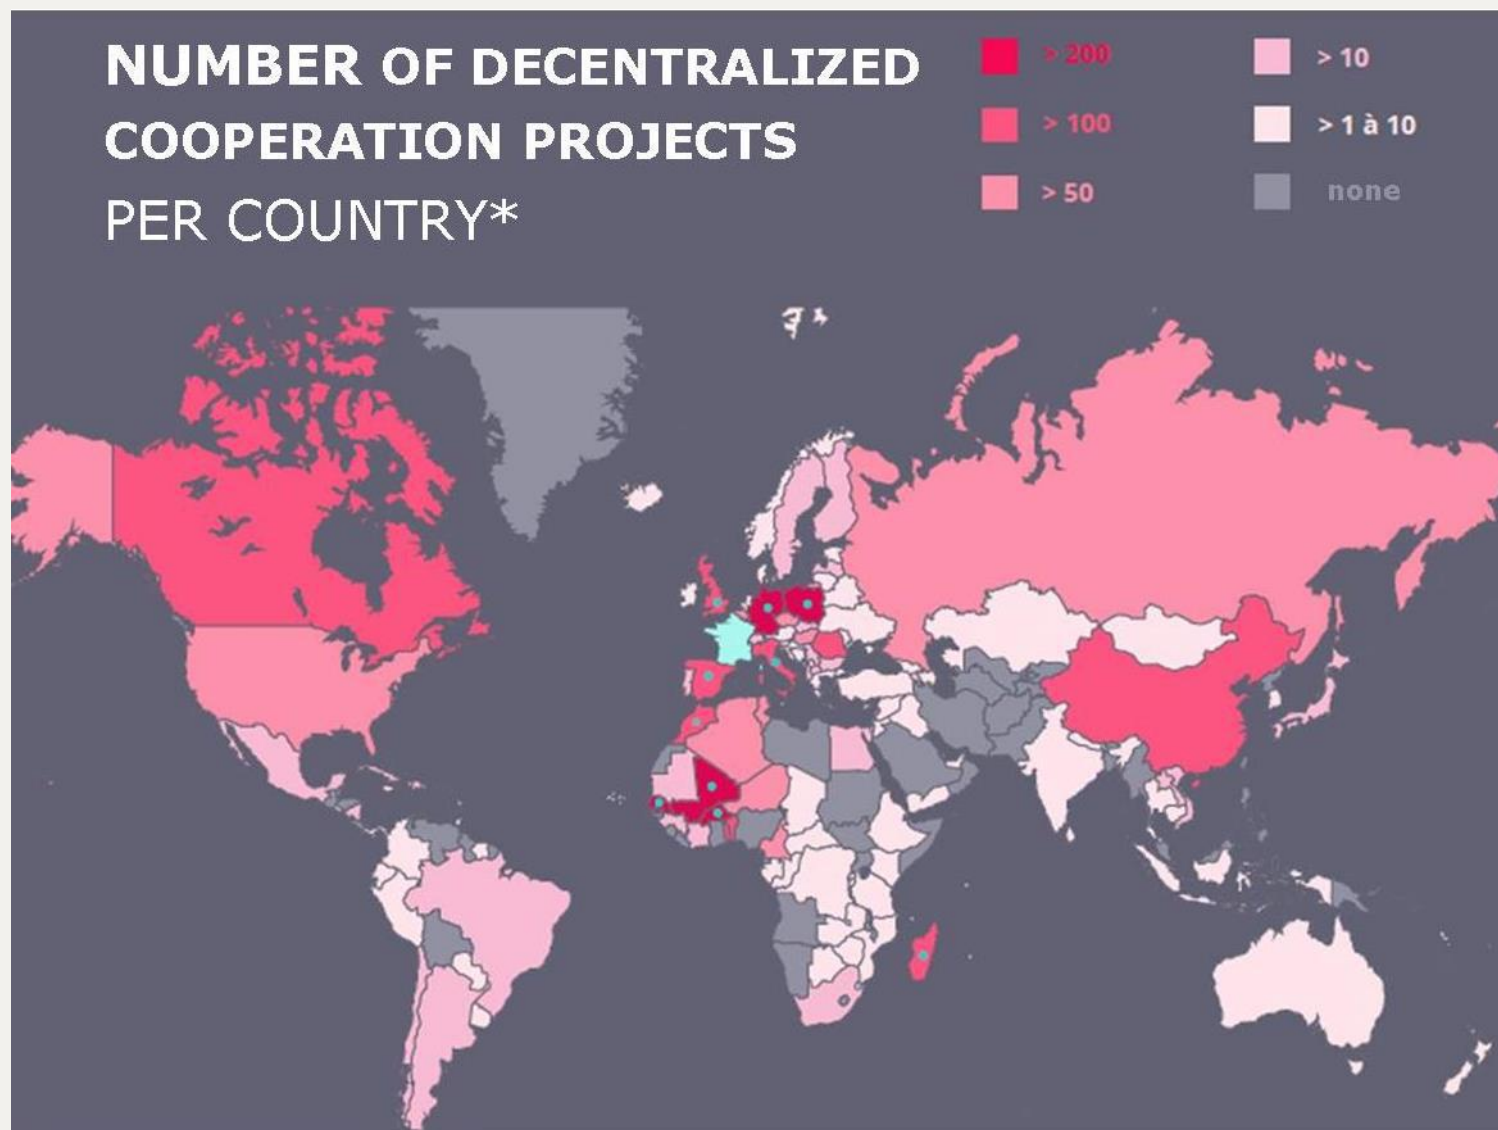 NUMBER OF DECENTRALIZED
COOPERATION PROJECTS
PER COUNTRY*
> 200
> 100
> 50
> 10
> 1 à 10
none